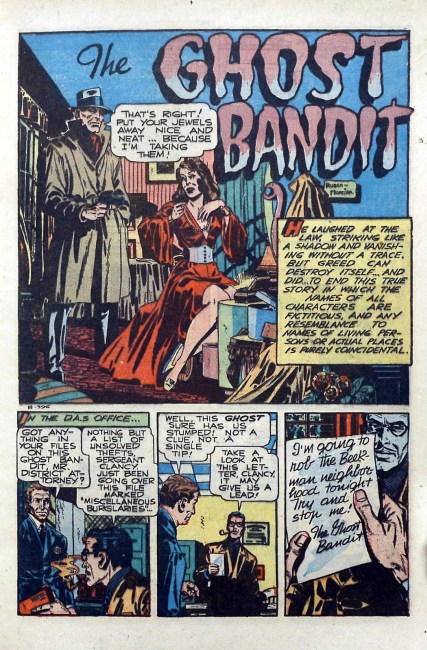 The
GHOST
BANDIT
THAT'S RIGHT!
PUT YOUR JEWELS
AWAY NICE AND
NEAT... BECAUSE
I'M TAKING
THEM!
RUBEN
MOREIRA
HE LAUGHED AT THE
LAW, STRIKING LIKE
A SHADOW AND VANISH-
ING WITHOUT A TRACE,
BUT GREED CAN
DESTROY ITSELF... AND
DID... TO END THIS TRUE
STORY IN WHICH THE
NAMES OF ALL
CHARACTERS ARE
FICTITIOUS, AND ANY
RESEMBLANCE TO
NAMES OF LIVING PER-
SONS OR ACTUAL PLACES
IS PURELY COINCIDENTAL.
IN THE D.A.'S OFFICE...
GOT ANY-
THING IN
YOUR FILES
ON THIS
GHOST BAN-
DIT, MR.
DISTRICT AT-
TORNEY?
NOTHING BUT
A LIST OF
UNSOLVED
THEFTS,
SERGEANT
CLANCY.
JUST BEEN
GOING OVER
THIS FILE
MARKED
"MISCELLANEOUS
BURGLARIES"...
WELL, THIS GHOST
SURE HAS US
STUMPED! NOT A
CLUE, NOT A
SINGLE
TIP!
TAKE A
LOOK AT
THIS LET-
TER, CLANCY,
IT MAY
GIVE US A
LEAD!
I'm going to
rob the Beek-
man neighbor-
hood tonight
Try and
stop me!
The Ghost
Bandit